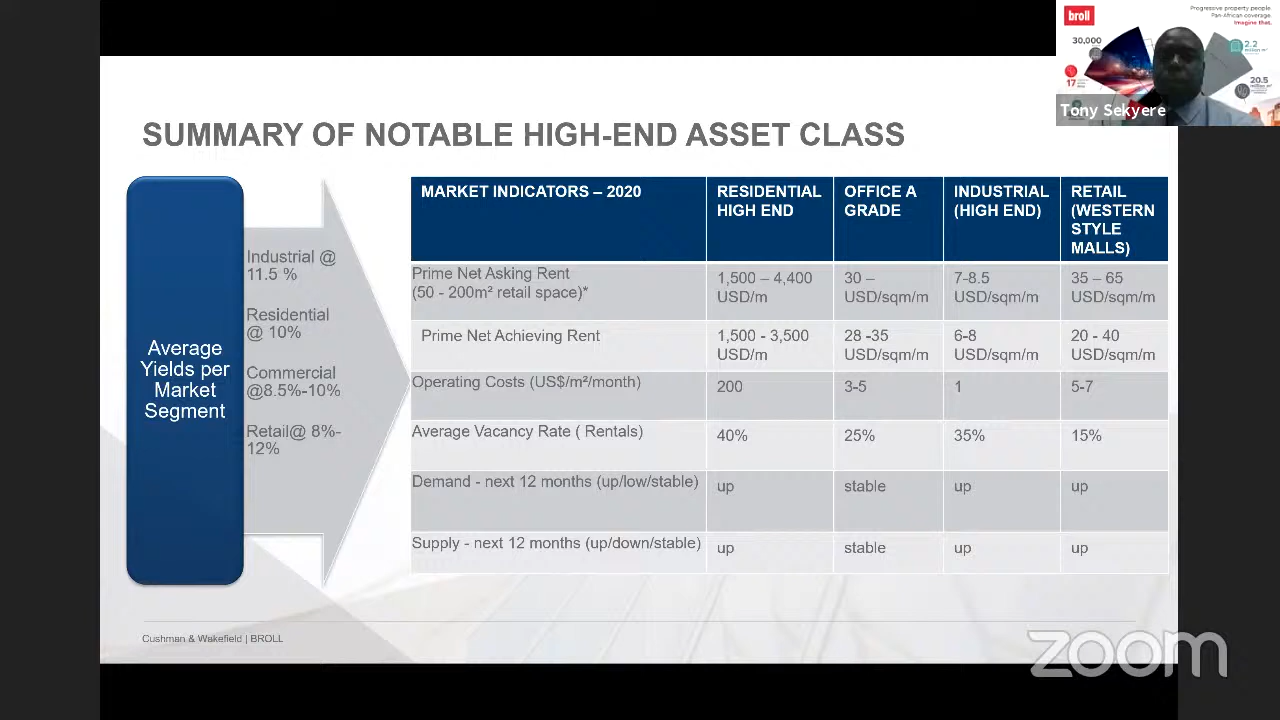 broll
Progressive property people.
Pan-African coverage.
Imagine that.
30,000
2.2
million m²
17
20.5
million m²
Tony Sekyere
SUMMARY OF NOTABLE HIGH-END ASSET CLASS
Average
Yields per
Market
Segment
Industrial @
11.5 %
Residential
@ 10%
Commercial
@8.5%-10%
Retail@ 8%-
12%
MARKET INDICATORS – 2020
RESIDENTIAL
HIGH END
OFFICE A
GRADE
INDUSTRIAL
(HIGH END)
RETAIL
(WESTERN
STYLE
MALLS)
Prime Net Asking Rent
(50 - 200m² retail space)*
1,500 – 4,400
USD/m
30 –
USD/sqm/m
7-8.5
USD/sqm/m
35 – 65
USD/sqm/m
Prime Net Achieving Rent
1,500 - 3,500
USD/m
28 -35
USD/sqm/m
6-8
USD/sqm/m
20 - 40
USD/sqm/m
Operating Costs (US$/m²/month)
200
3-5
1
5-7
Average Vacancy Rate ( Rentals)
40%
25%
35%
15%
Demand - next 12 months (up/low/stable)
up
stable
up
up
Supply - next 12 months (up/down/stable)
up
stable
up
up
Cushman & Wakefield | BROLL
zoom